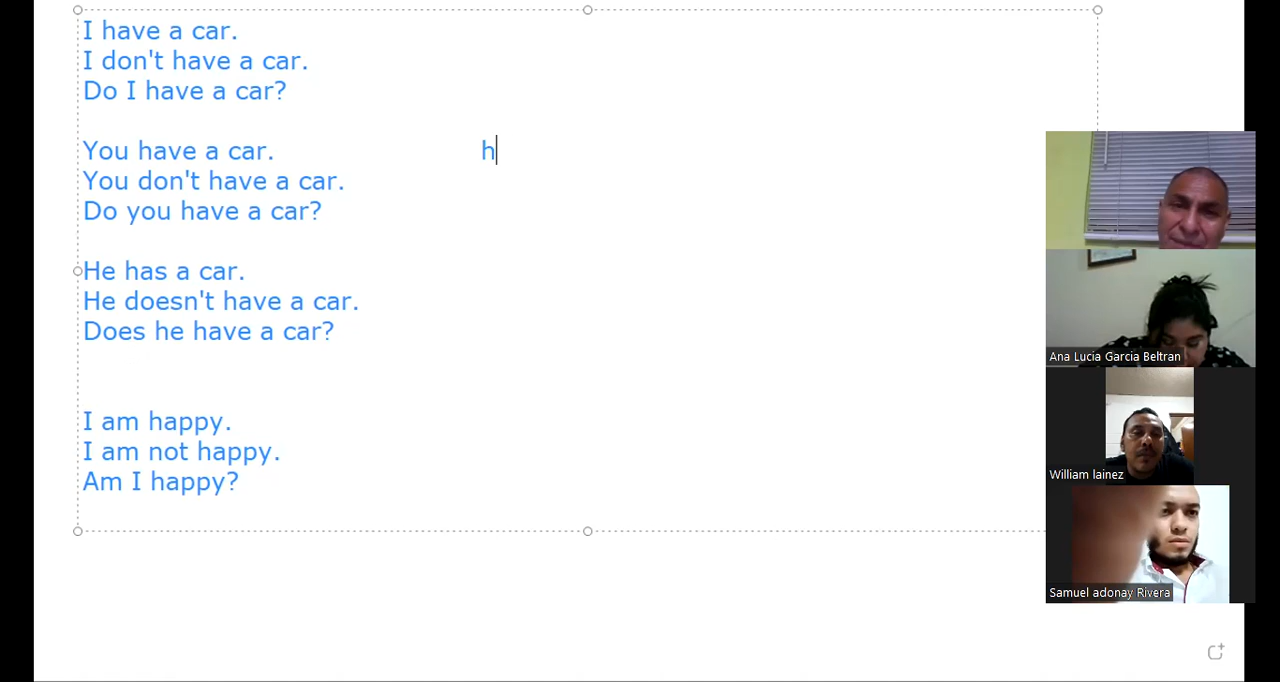 I have a car.
I don't have a car.
Do I have a car?
You have a car. h
You don't have a car.
Do you have a car?
He has a car.
He doesn't have a car.
Does he have a car?
I am happy.
I am not happy.
Am I happy?
Ana Lucia Garcia Beltran
William lainez
Samuel adonay Rivera